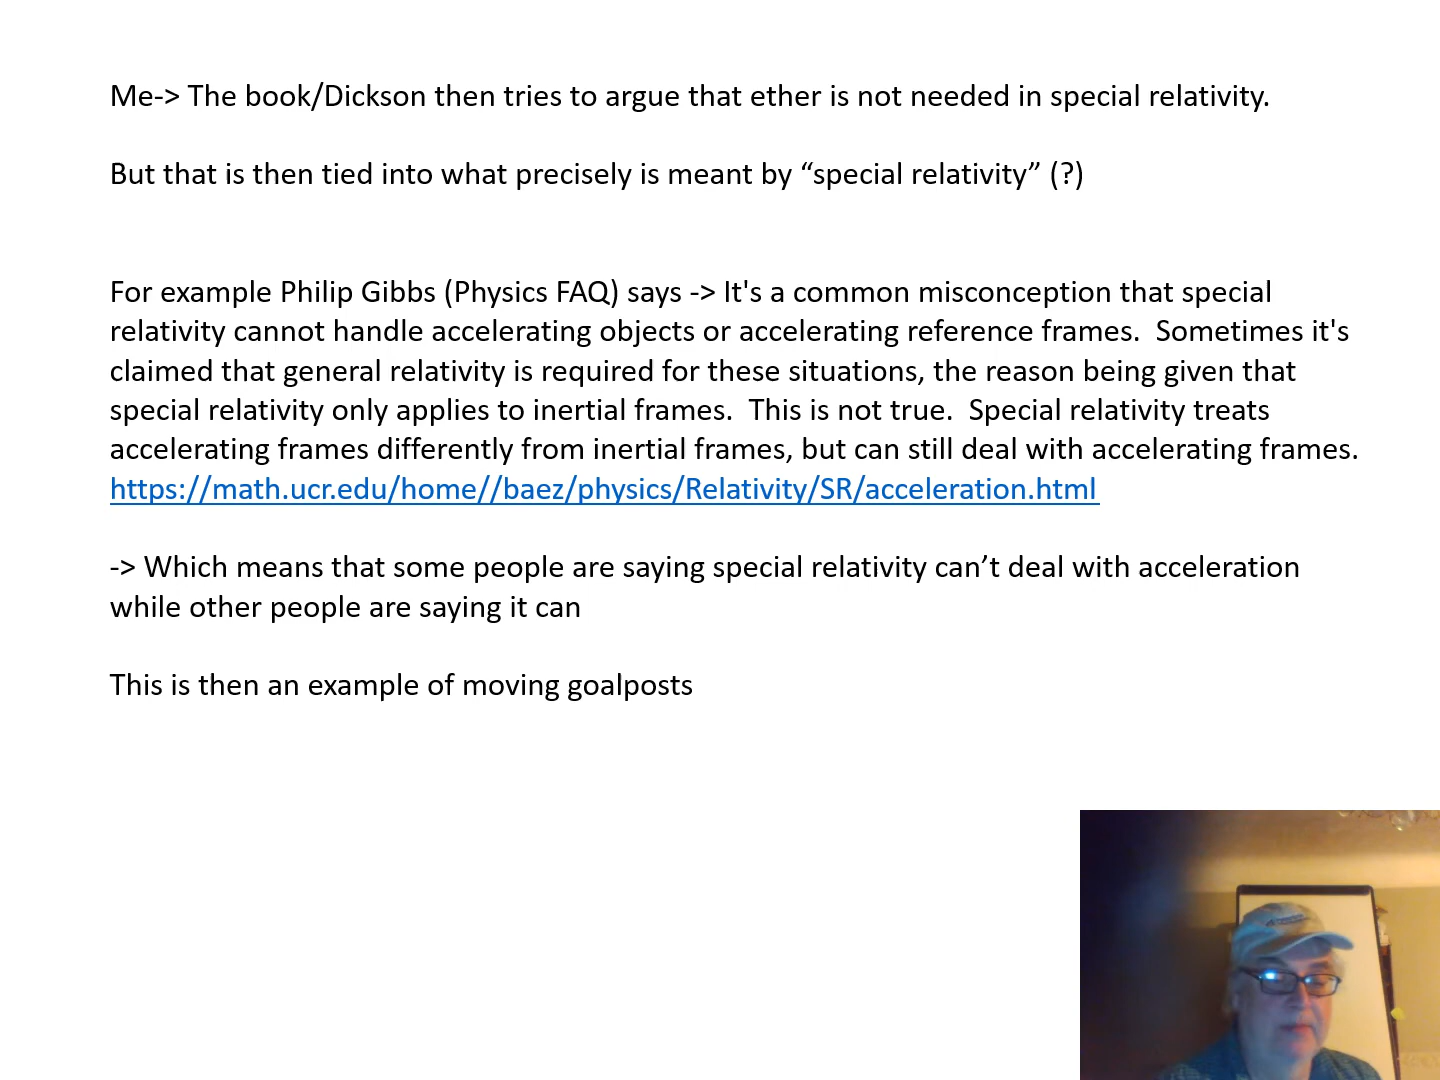 Me-> The book/Dickson then tries to argue that ether is not needed in special relativity.
But that is then tied into what precisely is meant by “special relativity” (?)
For example Philip Gibbs (Physics FAQ) says -> It's a common misconception that special
relativity cannot handle accelerating objects or accelerating reference frames.  Sometimes it's
claimed that general relativity is required for these situations, the reason being given that
special relativity only applies to inertial frames.  This is not true.  Special relativity treats
accelerating frames differently from inertial frames, but can still deal with accelerating frames.
https://math.ucr.edu/home//baez/physics/Relativity/SR/acceleration.html
-> Which means that some people are saying special relativity can’t deal with acceleration
while other people are saying it can
This is then an example of moving goalposts